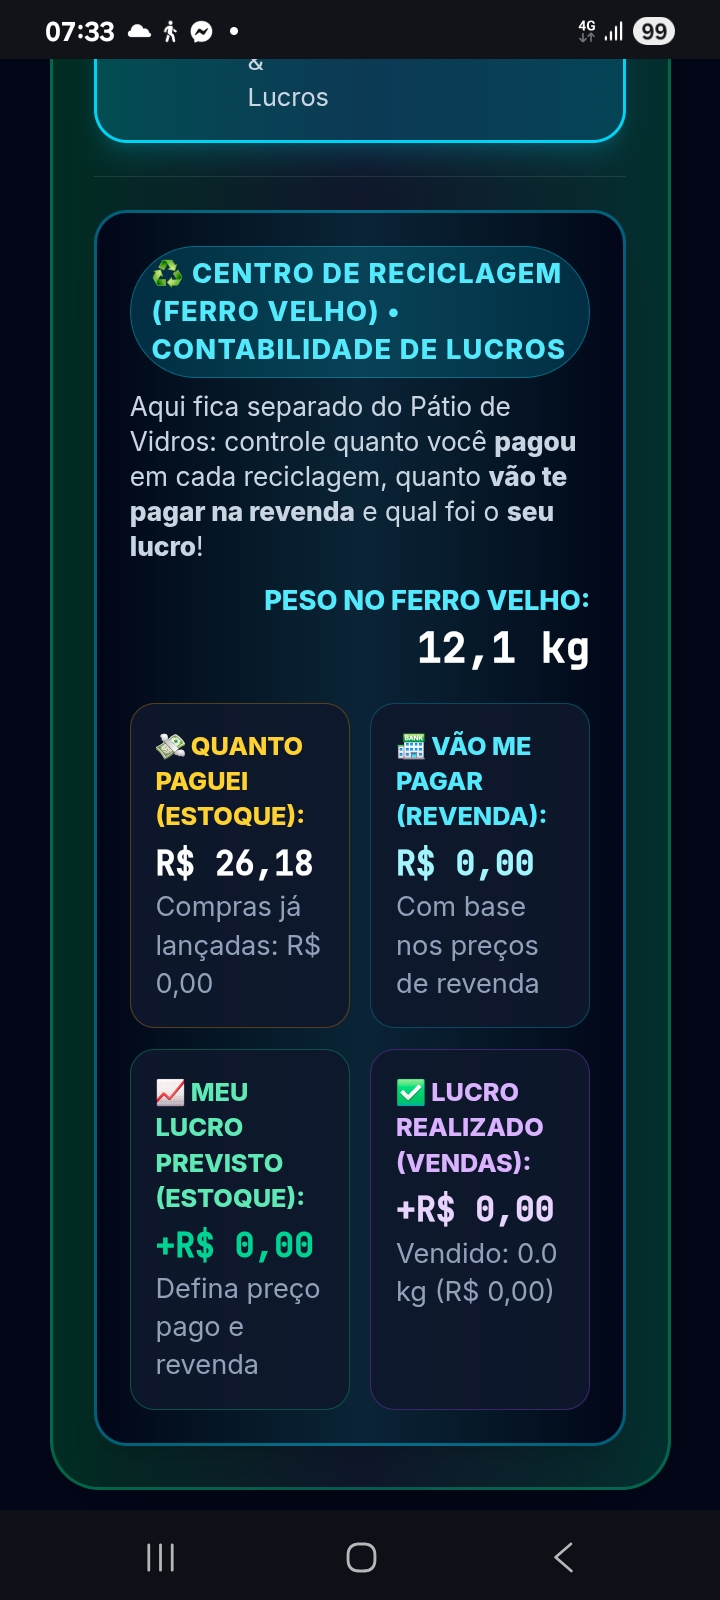 07:33
4G
99
&
Lucros
♻️ CENTRO DE RECICLAGEM
(FERRO VELHO) •
CONTABILIDADE DE LUCROS
Aqui fica separado do Pátio de
Vidros: controle quanto você pagou
em cada reciclagem, quanto vão te
pagar na revenda e qual foi o seu
lucro!
PESO NO FERRO VELHO:
12,1 kg
💸 QUANTO
PAGUEI
(ESTOQUE):
R$ 26,18
Compras já
lançadas: R$
0,00
🏦 VÃO ME
PAGAR
(REVENDA):
R$ 0,00
Com base
nos preços
de revenda
📈 MEU
LUCRO
PREVISTO
(ESTOQUE):
+R$ 0,00
Defina preço
pago e
revenda
✅ LUCRO
REALIZADO
(VENDAS):
+R$ 0,00
Vendido: 0.0
kg (R$ 0,00)